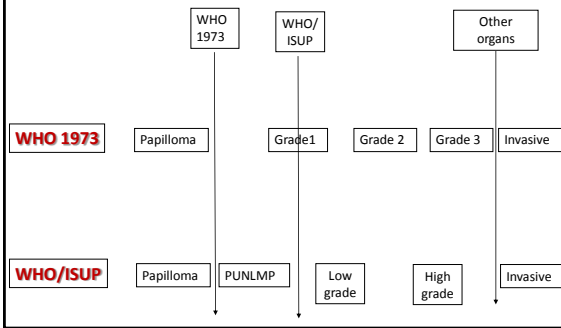 WHO
1973
WHO/
ISUP
Other
organs
WHO 1973
Papilloma
Grade1
Grade 2
Grade 3
Invasive
WHO/ISUP
Papilloma
PUNLMP
Low
grade
High
grade
Invasive